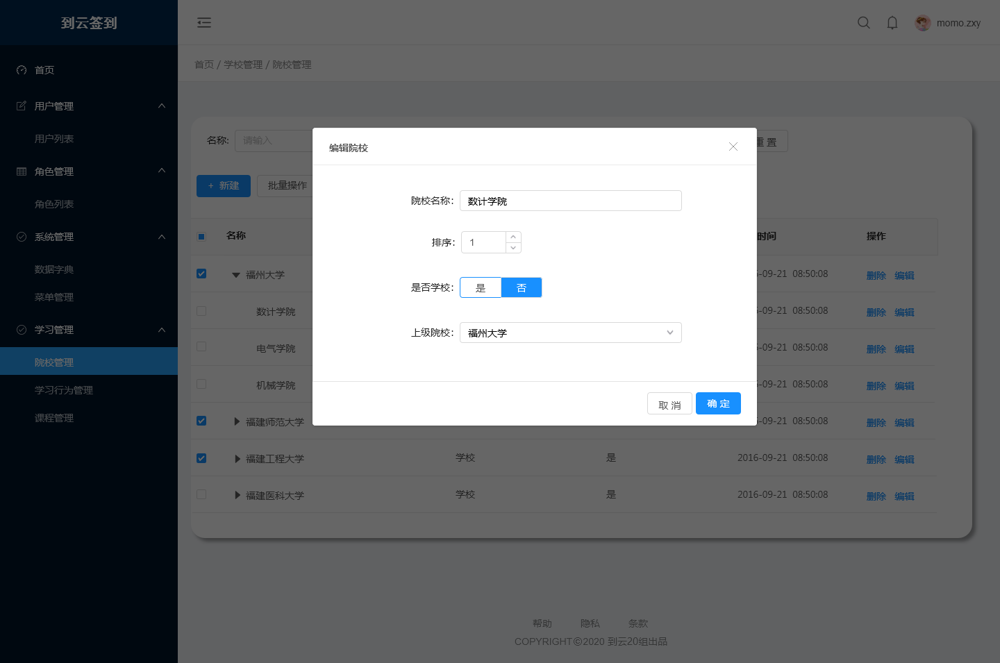 到云签到
momo.zxy
首页
首页 / 学校管理 / 院校管理
用户管理
用户列表
角色管理
角色列表
系统管理
数据字典
菜单管理
学习管理
院校管理
学习行为管理
课程管理
名称: 请输入 重 置
+ 新建 批量操作
名称 时间 操作
福州大学 -09-21 08:50:08 删除 编辑
数计学院 -09-21 08:50:08 删除 编辑
电气学院 -09-21 08:50:08 删除 编辑
机械学院 -09-21 08:50:08 删除 编辑
福建师范大学 -09-21 08:50:08 删除 编辑
福建工程大学 学校 是 2016-09-21 08:50:08 删除 编辑
福建医科大学 学校 是 2016-09-21 08:50:08 删除 编辑
编辑院校
院校名称: 数计学院
排序: 1
是否学校: 是 否
上级院校: 福州大学
取 消 确 定
帮助 隐私 条款
COPYRIGHT©2020 到云20组出品